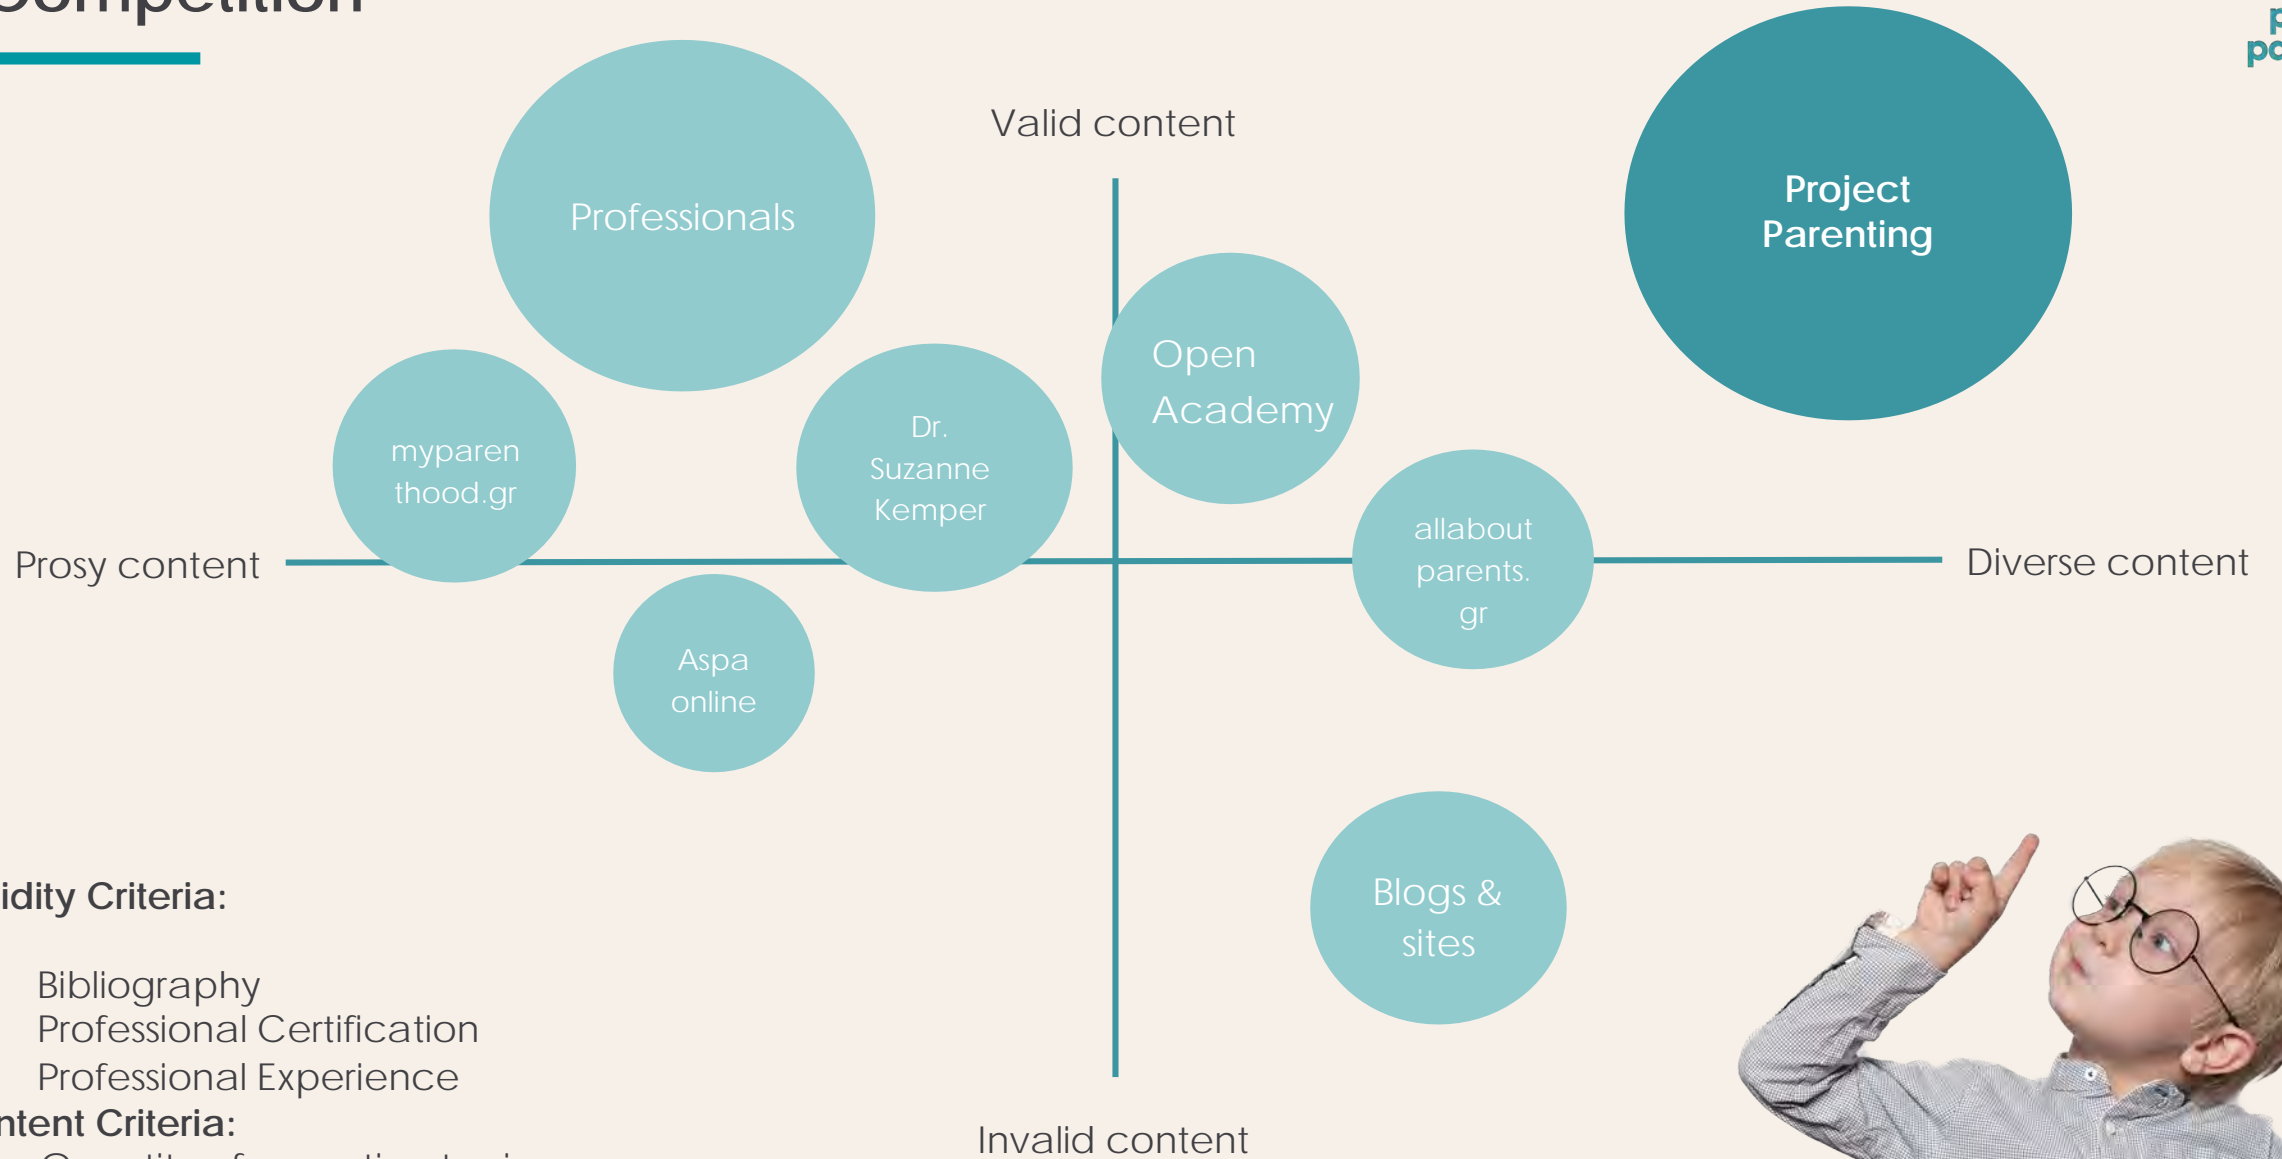 Competition
Valid content
Professionals
Project
Parenting
Open
Academy
Dr.
Suzanne
Kemper
myparen
thood.gr
allabout
parents.
gr
Prosy content
Diverse content
Aspa
online
Blogs &
sites
idity Criteria:
Bibliography
Professional Certification
Professional Experience
ntent Criteria:
Invalid content